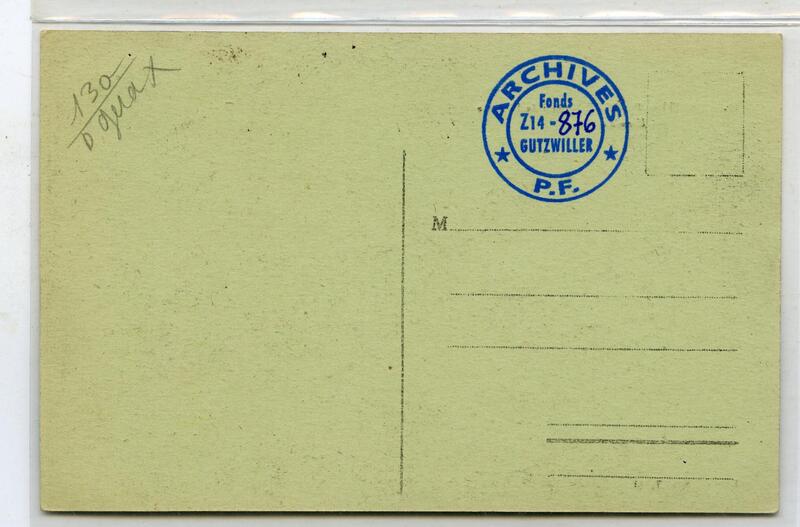 130
ARCHIVES
Fonds
Z14 - 876
GUTZWILLER
★ P.F. ★
M